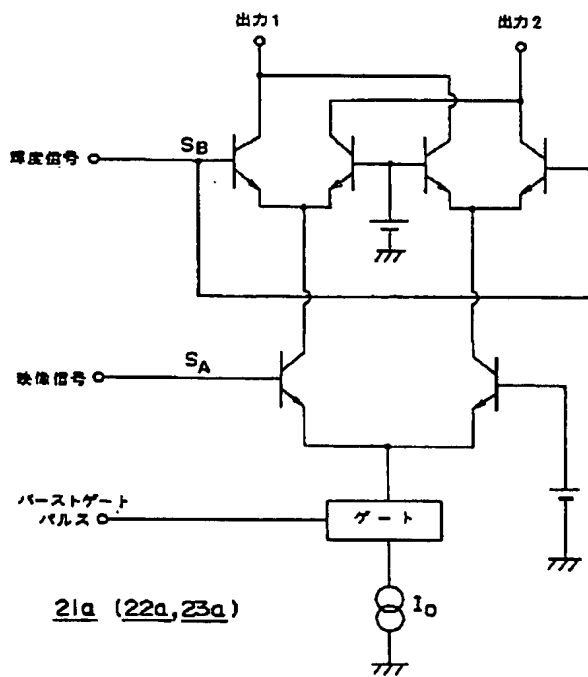 出力1
出力2
輝度信号
SB
映像信号
SA
バーストゲート
パルス
ゲート
IO
21a (22a,23a)